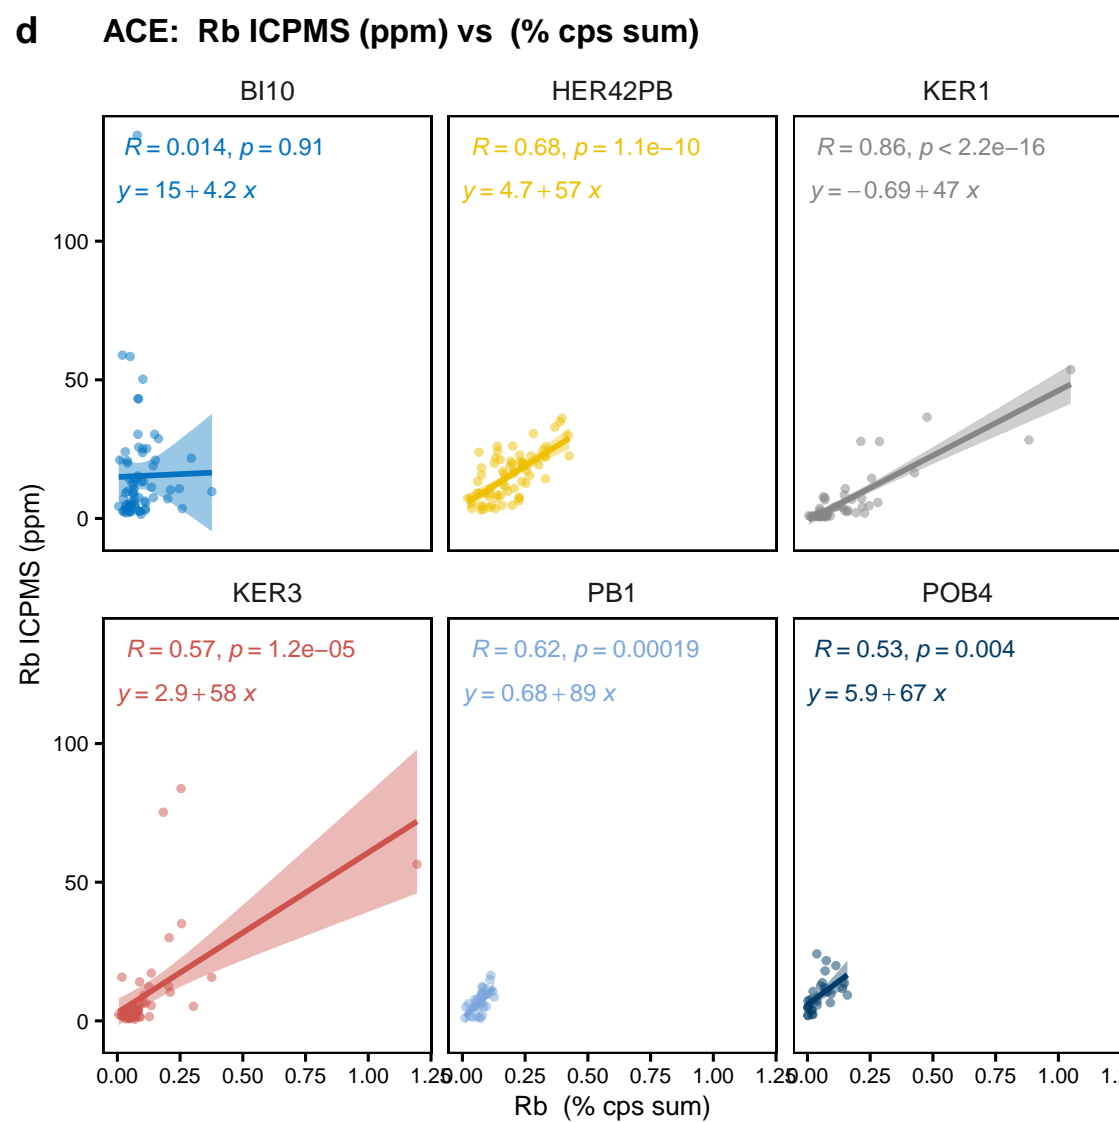 d ACE: Rb ICPMS (ppm) vs (% cps sum)
BI10 HER42PB KER1
R = 0.014, p = 0.91
y = 15 + 4.2 x
R = 0.68, p = 1.1e−10
y = 4.7 + 57 x
R = 0.86, p < 2.2e−16
y = −0.69 + 47 x
100
50
0
Rb ICPMS (ppm)
KER3 PB1 POB4
R = 0.57, p = 1.2e−05
y = 2.9 + 58 x
R = 0.62, p = 0.00019
y = 0.68 + 89 x
R = 0.53, p = 0.004
y = 5.9 + 67 x
100
50
0
0.00 0.25 0.50 0.75 1.00 1.25 0.00 0.25 0.50 0.75 1.00 1.25 0.00 0.25 0.50 0.75 1.00
Rb (% cps sum)